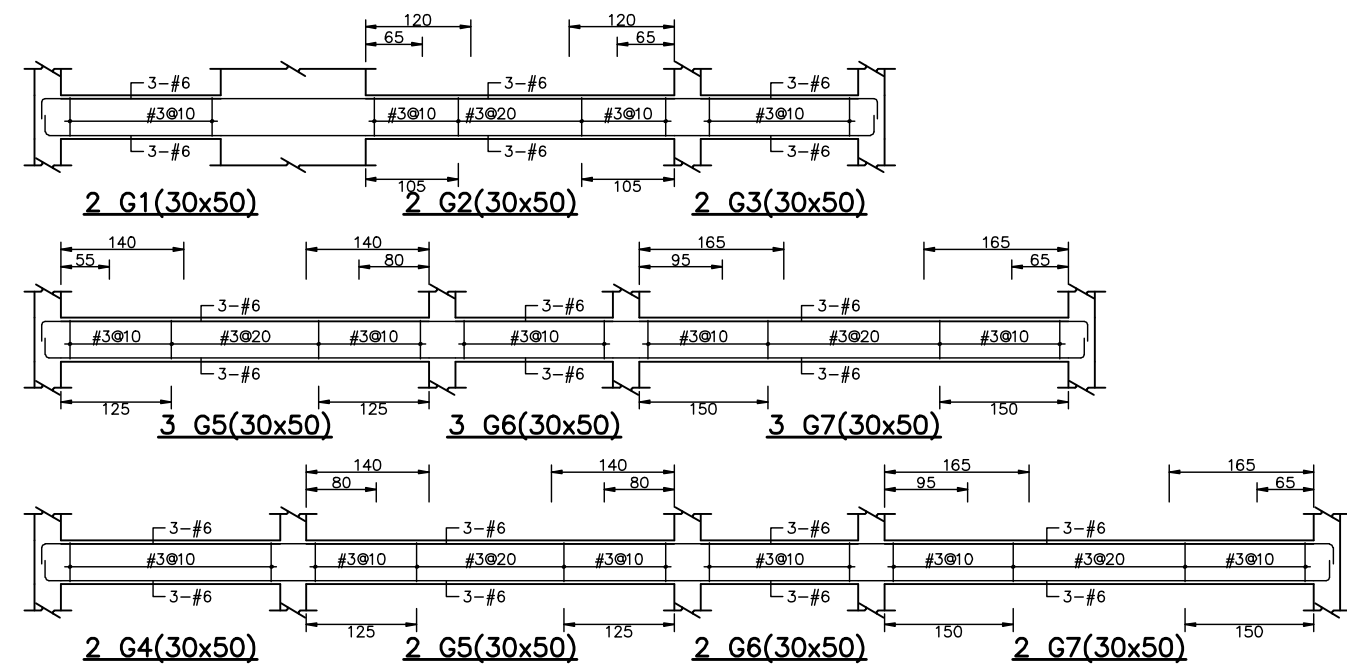 120 120
65 65
3-#6 3-#6 3-#6
#3@10 #3@10 #3@20 #3@10 #3@10
3-#6 3-#6 3-#6
105 105
2 G1(30x50) 2 G2(30x50) 2 G3(30x50)
140 140 165 165
55 80 95 65
3-#6 3-#6 3-#6
#3@10 #3@20 #3@10 #3@10 #3@10 #3@20 #3@10
3-#6 3-#6 3-#6
125 125 150 150
3 G5(30x50) 3 G6(30x50) 3 G7(30x50)
140 140 165 165
80 80 95 65
3-#6 3-#6 3-#6 3-#6
#3@10 #3@10 #3@20 #3@10 #3@10 #3@10 #3@20 #3@10
3-#6 3-#6 3-#6 3-#6
125 125 150 150
2 G4(30x50) 2 G5(30x50) 2 G6(30x50) 2 G7(30x50)